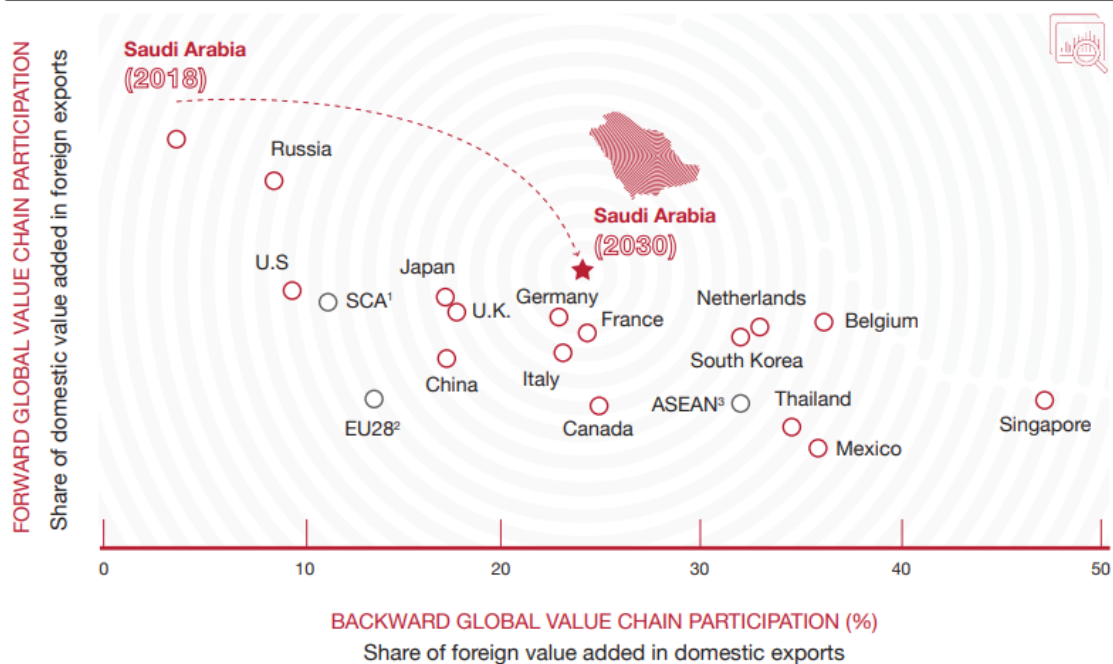 FORWARD GLOBAL VALUE CHAIN PARTICIPATION
Share of domestic value added in foreign exports
Saudi Arabia
(2018)
Russia
Saudi Arabia
(2030)
U.S
SCA¹
Japan
U.K.
Germany
France
Netherlands
Belgium
South Korea
China
Italy
EU28²
Canada
ASEAN³
Thailand
Mexico
Singapore
0 10 20 30 40 50
BACKWARD GLOBAL VALUE CHAIN PARTICIPATION (%)
Share of foreign value added in domestic exports